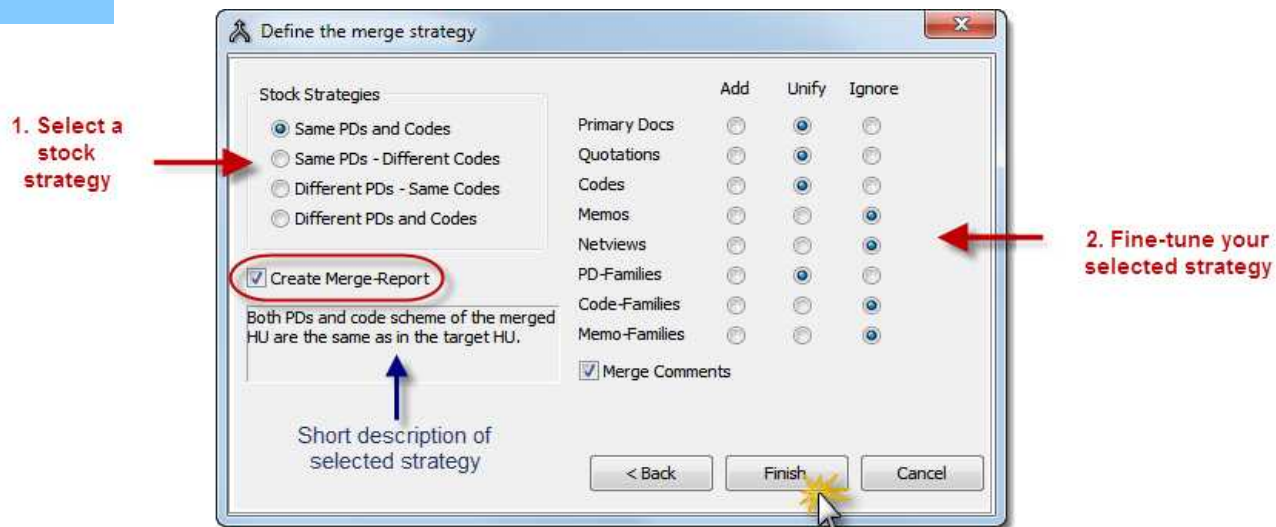 Define the merge strategy
1. Select a
stock
strategy
Stock Strategies
Same PDs and Codes
Same PDs - Different Codes
Different PDs - Same Codes
Different PDs and Codes
Create Merge-Report
Both PDs and code scheme of the merged
HU are the same as in the target HU.
Short description of
selected strategy
Add Unify Ignore
Primary Docs
Quotations
Codes
Memos
Netviews
PD-Families
Code-Families
Memo-Families
Merge Comments
2. Fine-tune your
selected strategy
< Back Finish Cancel